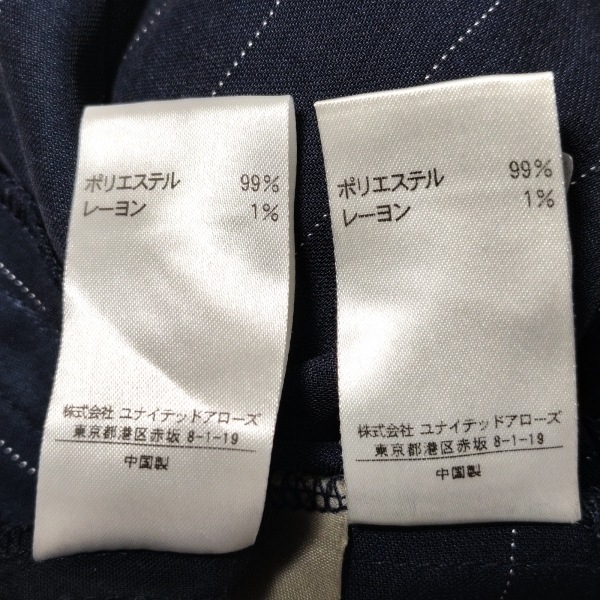 ポリエステル 99%
レーヨン 1%
株式会社 ユナイテッドアローズ
東京都港区赤坂 8-1-19
中国製
ポリエステル 99%
レーヨン 1%
株式会社 ユナイテッドアローズ
東京都港区赤坂 8-1-19
中国製